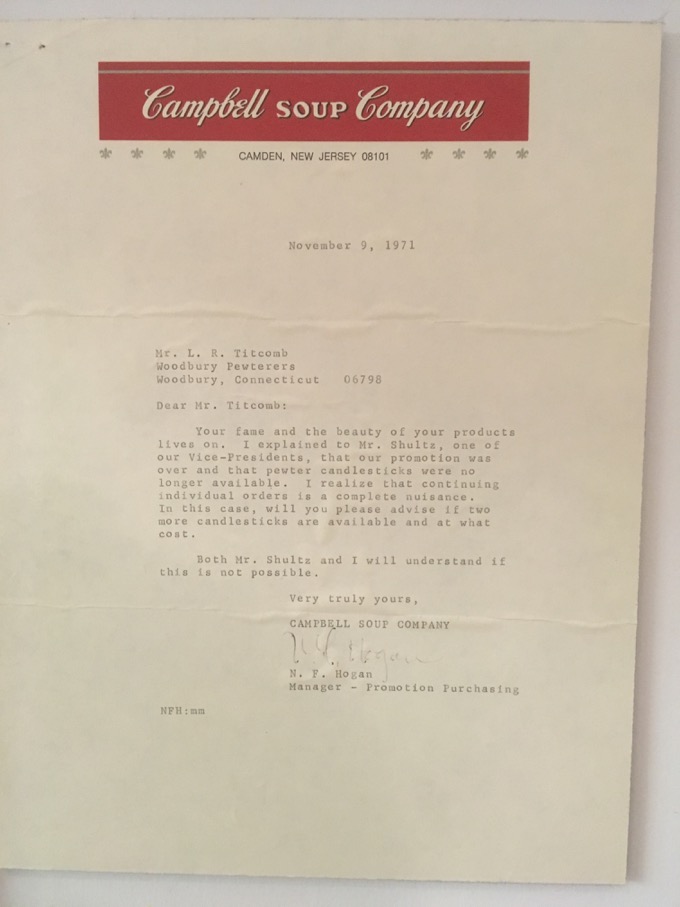 Campbell SOUP Company
CAMDEN, NEW JERSEY 08101
November 9, 1971
Mr. L. R. Titcomb
Woodbury Pewterers
Woodbury, Connecticut 06798
Dear Mr. Titcomb:
Your fame and the beauty of your products
lives on. I explained to Mr. Shultz, one of
our Vice-Presidents, that our promotion was
over and that pewter candlesticks were no
longer available. I realize that continuing
individual orders is a complete nuisance.
In this case, will you please advise if two
more candlesticks are available and at what
cost.
Both Mr. Shultz and I will understand if
this is not possible.
Very truly yours,
CAMPBELL SOUP COMPANY
N. F. Hogan
N. F. Hogan
Manager - Promotion Purchasing
NFH:mm